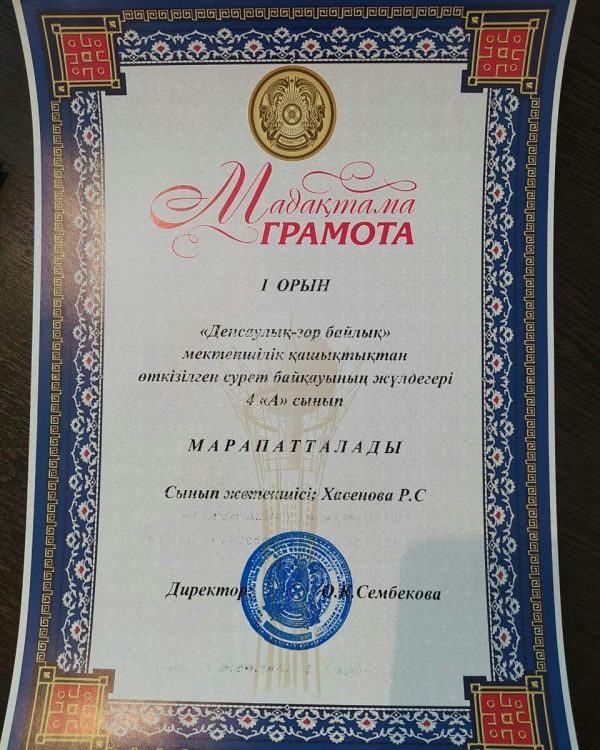 Мадақтама
ГРАМОТА
I ОРЫН
«Денсаулық-зор байлық»
мектепшілік қашықтықтан
өткізілген сурет байқауының жүлдегері
4 «А» сынып
МАРАПАТТАЛАДЫ
Сынып жетекшісі: Хасенова Р.С
Директор: О.К.Сембекова